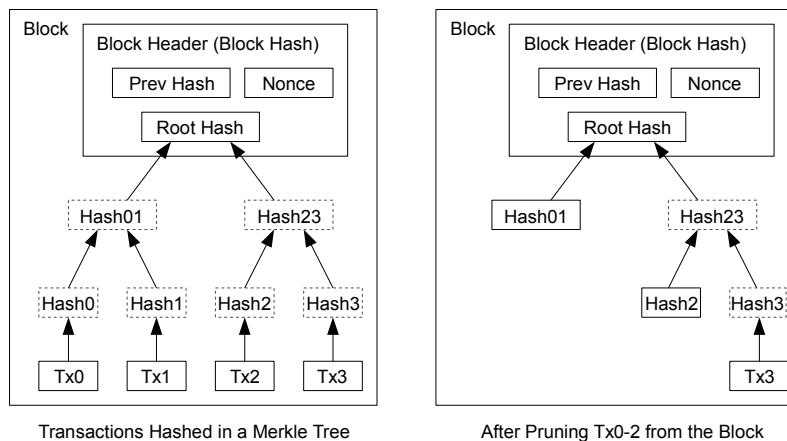 Block
Block Header (Block Hash)
Prev Hash
Nonce
Root Hash
Hash01
Hash23
Hash0
Hash1
Hash2
Hash3
Tx0
Tx1
Tx2
Tx3
Transactions Hashed in a Merkle Tree
Block
Block Header (Block Hash)
Prev Hash
Nonce
Root Hash
Hash01
Hash23
Hash2
Hash3
Tx3
After Pruning Tx0-2 from the Block